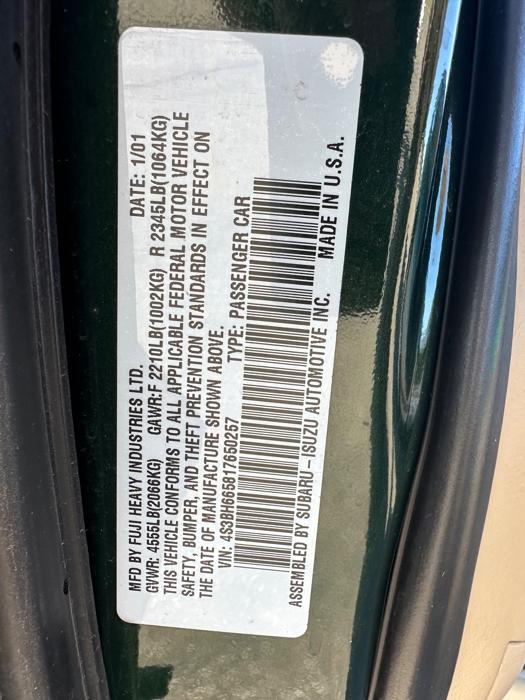 MFD BY FUJI HEAVY INDUSTRIES LTD. DATE: 1/01
GVWR: 4555LB(2066KG) GAWR:F 2210LB(1002KG) R 2345LB(1064KG)
THIS VEHICLE CONFORMS TO ALL APPLICABLE FEDERAL MOTOR VEHICLE
SAFETY, BUMPER, AND THEFT PREVENTION STANDARDS IN EFFECT ON
THE DATE OF MANUFACTURE SHOWN ABOVE.
VIN: 4S3BH665817650257 TYPE: PASSENGER CAR
ASSEMBLED BY SUBARU-ISUZU AUTOMOTIVE INC. MADE IN U.S.A.